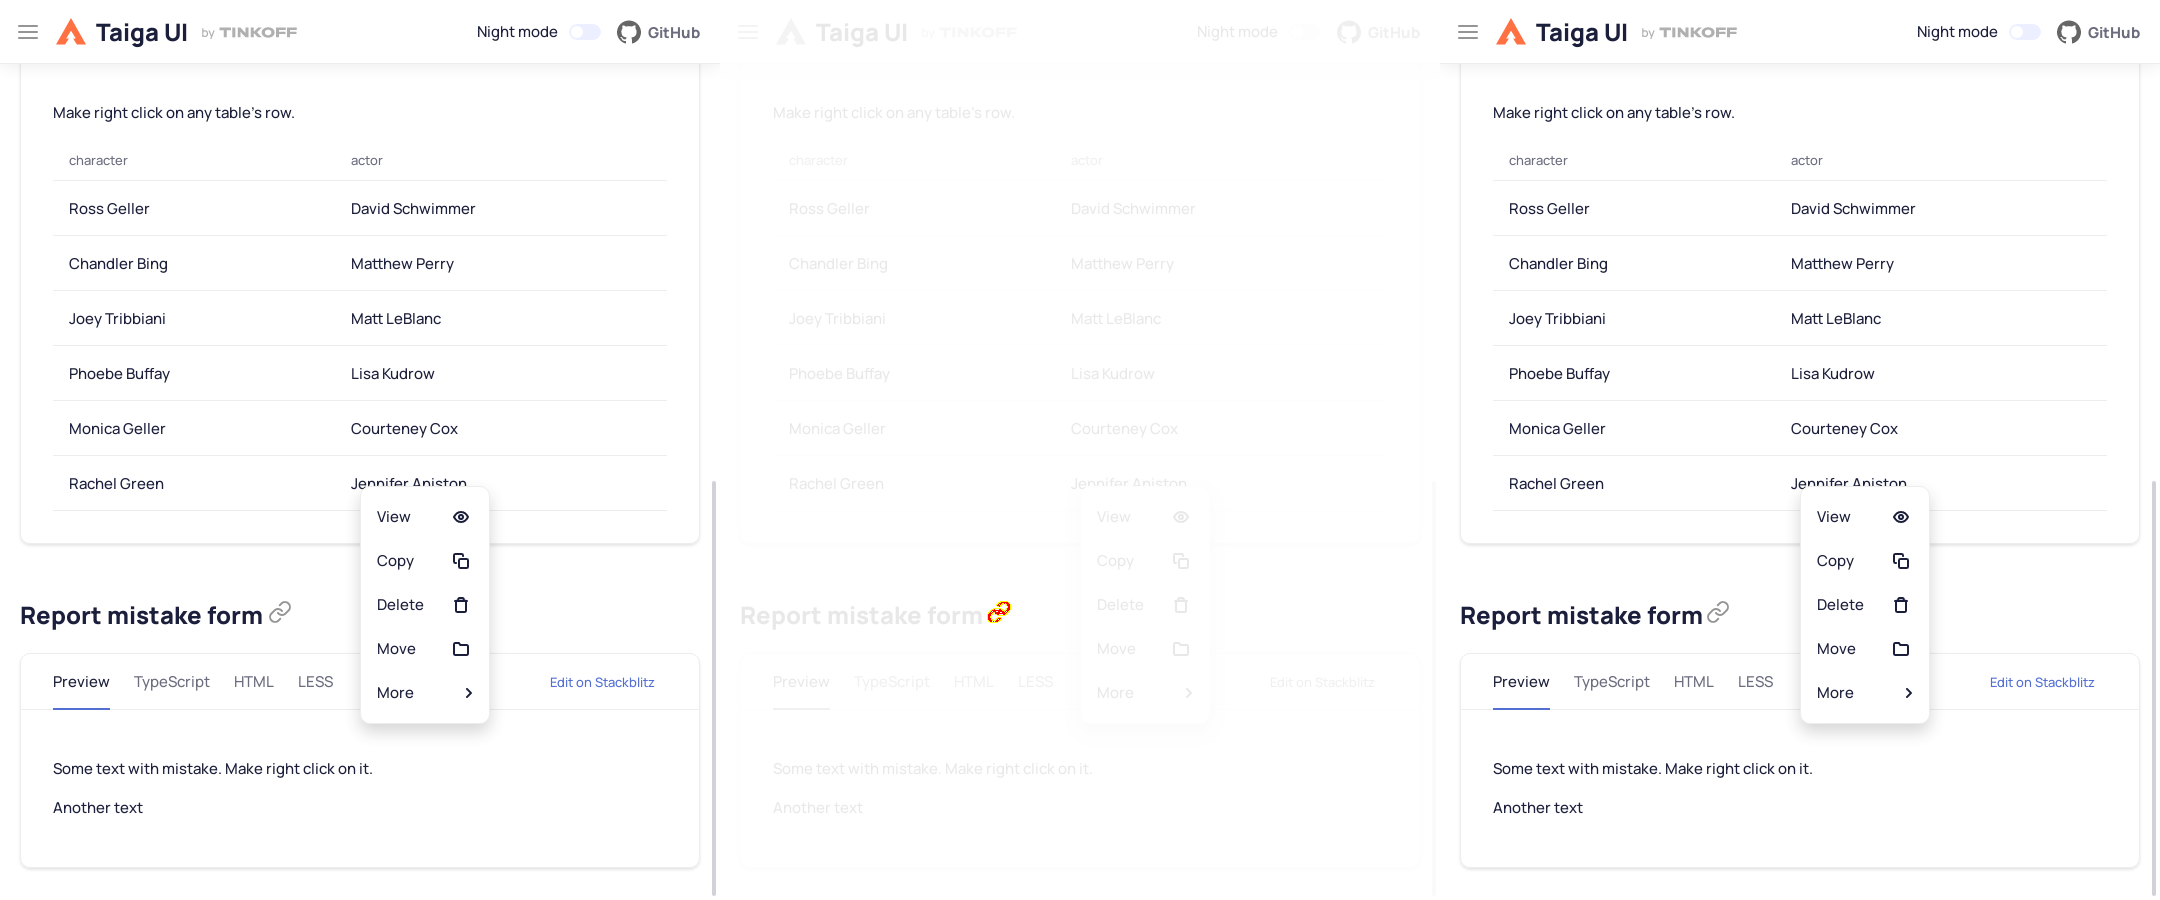 Taiga UI by TINKOFF Night mode GitHub
Make right click on any table's row.
character actor
Ross Geller David Schwimmer
Chandler Bing Matthew Perry
Joey Tribbiani Matt LeBlanc
Phoebe Buffay Lisa Kudrow
Monica Geller Courteney Cox
Rachel Green Jennifer Aniston
View
Copy
Delete
Move
More
Report mistake form
Preview TypeScript HTML LESS Edit on Stackblitz
Some text with mistake. Make right click on it.
Another text
Taiga UI by TINKOFF Night mode GitHub
Make right click on any table's row.
character actor
Ross Geller David Schwimmer
Chandler Bing Matthew Perry
Joey Tribbiani Matt LeBlanc
Phoebe Buffay Lisa Kudrow
Monica Geller Courteney Cox
Rachel Green Jennifer Aniston
View
Copy
Delete
Move
More
Report mistake form
Preview TypeScript HTML LESS Edit on Stackblitz
Some text with mistake. Make right click on it.
Another text
Taiga UI by TINKOFF Night mode GitHub
Make right click on any table's row.
character actor
Ross Geller David Schwimmer
Chandler Bing Matthew Perry
Joey Tribbiani Matt LeBlanc
Phoebe Buffay Lisa Kudrow
Monica Geller Courteney Cox
Rachel Green Jennifer Aniston
View
Copy
Delete
Move
More
Report mistake form
Preview TypeScript HTML LESS Edit on Stackblitz
Some text with mistake. Make right click on it.
Another text